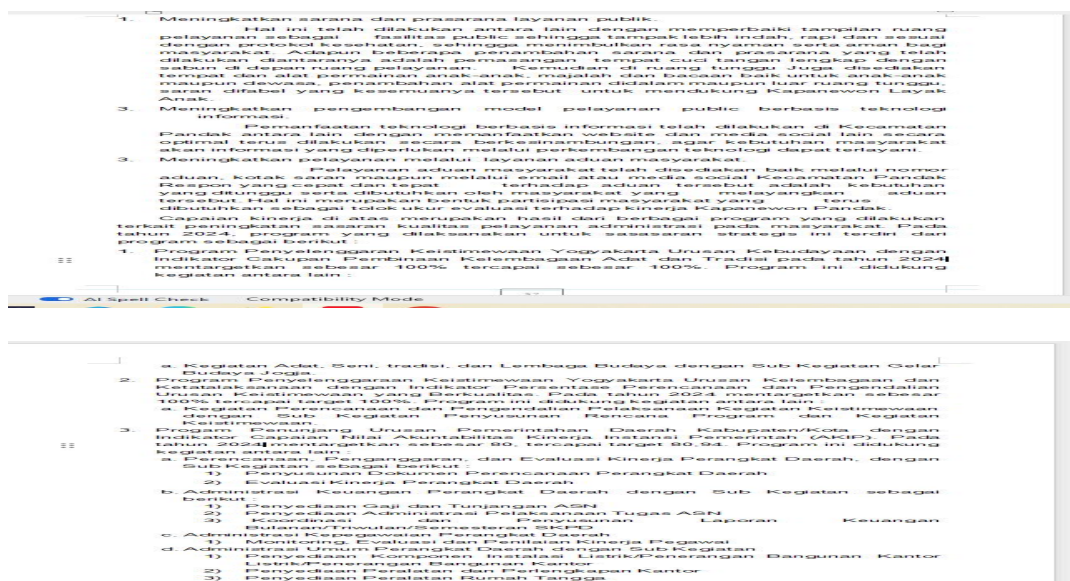 1. Meningkatkan sarana dan prasarana layanan publik.
Hal ini telah dilakukan antara lain dengan memperbaiki tampilan ruang
pelayanan sebagai fasilitas public sehingga tampak lebih indah, rapi dan sesuai
dengan protokol kesehatan, sehingga menimbulkan rasa nyaman serta aman bagi
masyarakat. Adapun beberapa penambahan sarana dan prasarana yang telah
dilakukan diantaranya adalah pemasangan tempat cuci tangan lengkap dengan
sabun di depan ruang pelayanan. Kemudian di ruang tunggu Juga disediakan
tempat dan alat permainan anak-anak, majalah dan bacaan baik untuk anak-anak
maupun dewasa, penambahan alat permainan didalam maupun luar ruang tunggu,
saran difabel yang kesemuanya tersebut untuk mendukung Kapanewon Layak
Anak.
3. Meningkatkan pengembangan model pelayanan public berbasis teknologi
informasi.
Pemanfaatan teknologi berbasis informasi telah dilakukan di Kecamatan
Pandak antara lain dengan memanfaatkan website dan media social lain secara
optimal terus dilakukan secara berkesinambungan, agar kebutuhan masyarakat
akan informasi yang diperlukan melalui perkembangan teknologi dapat terlayani.
3. Meningkatkan pelayanan melalui layanan aduan masyarakat.
Pelayanan aduan masyarakat telah disediakan baik melalui nomor
aduan, kotak saran maupun melalui email atau media social Kecamatan Pandak
Respon yang cepat dan tepat terhadap aduan tersebut adalah kebutuhan
yang ditunggu serta dibutuhkan oleh masyarakat yang melayangkan aduan
tersebut. Hal ini merupakan bentuk partisipasi masyarakat yang terus
dibutuhkan sebagai tolok ukur evaluasi terhadap kinerja Kapanewon Pandak.
Capaian kinerja di atas merupakan hasil dari berbagai program yang dilakukan
terkait peningkatan sasaran kualitas pelayanan administrasi pada masyarakat. Pada
tahun 2024, program yang dilaksanakan untuk sasasaran strategis ini terdiri dari
program sebagai berikut :
1. Program Penyelenggaraan Keistimewaan Yogyakarta Urusan Kebudayaan dengan
Indikator Cakupan Pembinaan Kelembagaan Adat dan Tradisi pada tahun 2024
mentargetkan sebesar 100% tercapai sebesar 100%. Program ini didukung
kegiatan antara lain :
AI Spell Check Compatibility Mode
a. Kegiatan Adat, Seni, tradisi, dan Lembaga Budaya dengan Sub Kegiatan Gelar
Budaya Jogja.
2. Program Penyelenggaraan Keistimewaan Yogyakarta Urusan Kelembagaan dan
Ketatalaksanaan dengan Indikator Persentase Perencanaan dan Pengendalian
Urusan Keistimewaan yang Berkualitas. Pada tahun 2024 mentargetkan sebesar
100% tercapai target 100%. Program ini didukung kegiatan antara lain :
a. Kegiatan Perencanaan dan Pengendalian Pelaksanaan Kegiatan Keistimewaan
dengan Sub Kegiatan Penyusunan Rencana Program dan Kegiatan
Keistimewaan.
3. Progam Penunjang Urusan Pemerintahan Daerah Kabupaten/Kota dengan
Indikator Capaian Nilai Akuntabilitas Kinerja Instansi Pemerintah (AKIP). Pada
tahun 2024 mentargetkan sebesar 80, tercapai target 80,94. Program ini didukung
kegiatan antara lain :
a. Perencanaan, Penganggaran, dan Evaluasi Kinerja Perangkat Daerah, dengan
Sub Kegiatan sebagai berikut :
1) Penyusunan Dokumen Perencanaan Perangkat Daerah
2) Evaluasi Kinerja Perangkat Daerah
b. Administrasi Keuangan Perangkat Daerah dengan Sub Kegiatan sebagai
berikut :
1) Penyediaan Gaji dan Tunjangan ASN
2) Penyediaan Administrasi Pelaksanaan Tugas ASN
3) Koordinasi dan Penyusunan Laporan Keuangan
Bulanan/Triwulan/Semesteran SKPD
c. Administrasi Kepegawaian Perangkat Daerah
1) Monitoring, Evaluasi dan Penilaian Kinerja Pegawai
d. Administrasi Umum Perangkat Daerah dengan Sub Kegiatan
1) Penyediaan Komponen Instalasi Listrik/Penerangan Bangunan Kantor
Listrik/Penerangan Bangunan Kantor
2) Penyediaan Peralatan dan Perlengkapan Kantor
3) Penyediaan Peralatan Rumah Tangga